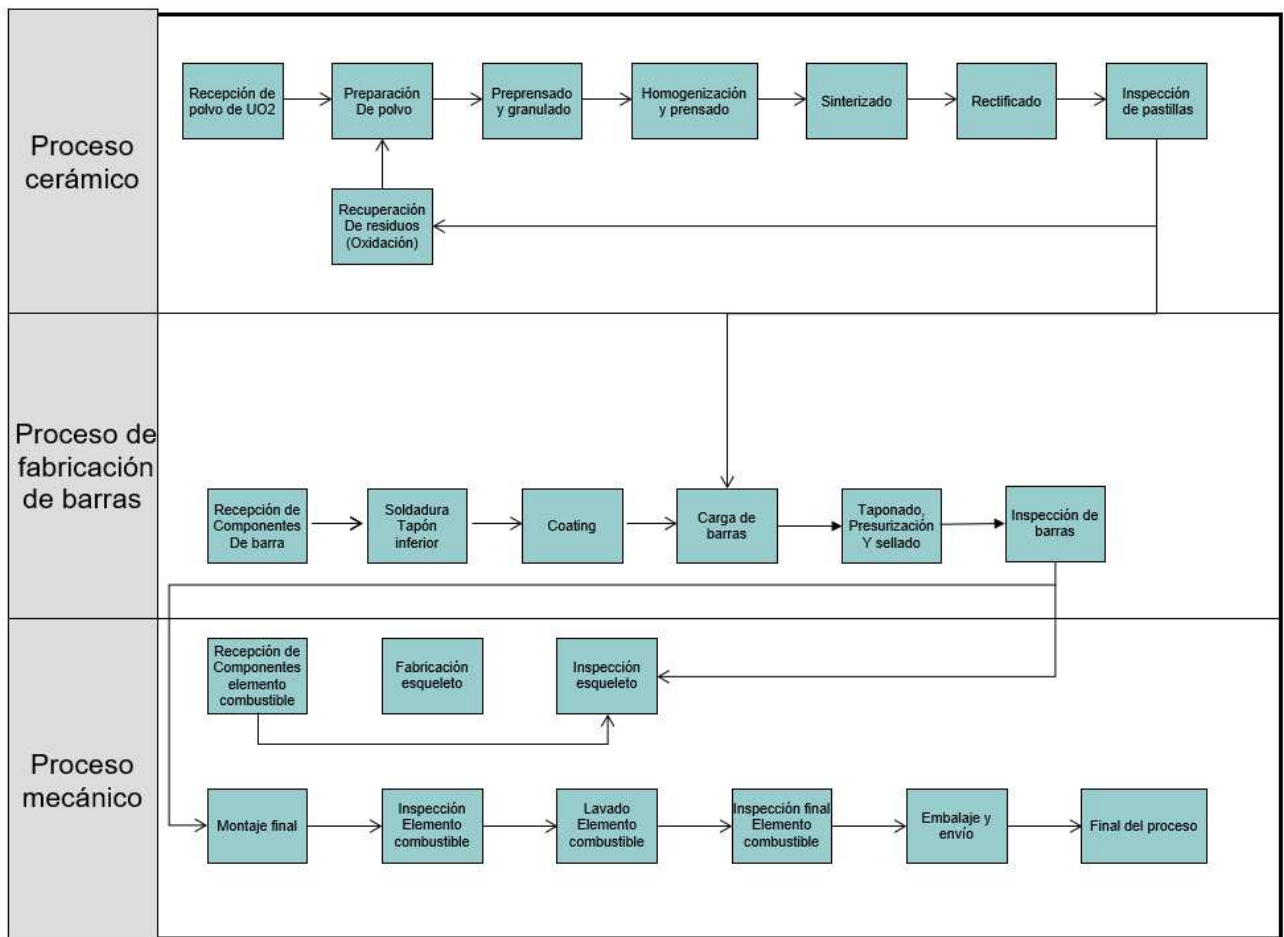 Proceso
cerámico
Recepción de
polvo de UO2
Preparación
De polvo
Preprensado
y granulado
Homogenización
y prensado
Sinterizado
Rectificado
Inspección
de pastillas
Recuperación
De residuos
(Oxidación)
Proceso de
fabricación
de barras
Recepción de
Componentes
De barra
Soldadura
Tapón
inferior
Coating
Carga de
barras
Taponado,
Presurización
Y sellado
Inspección de
barras
Proceso
mecánico
Recepción de
Componentes
elemento
combustible
Fabricación
esqueleto
Inspección
esqueleto
Montaje final
Inspección
Elemento
combustible
Lavado
Elemento
combustible
Inspección final
Elemento
combustible
Embalaje y
envío
Final del proceso